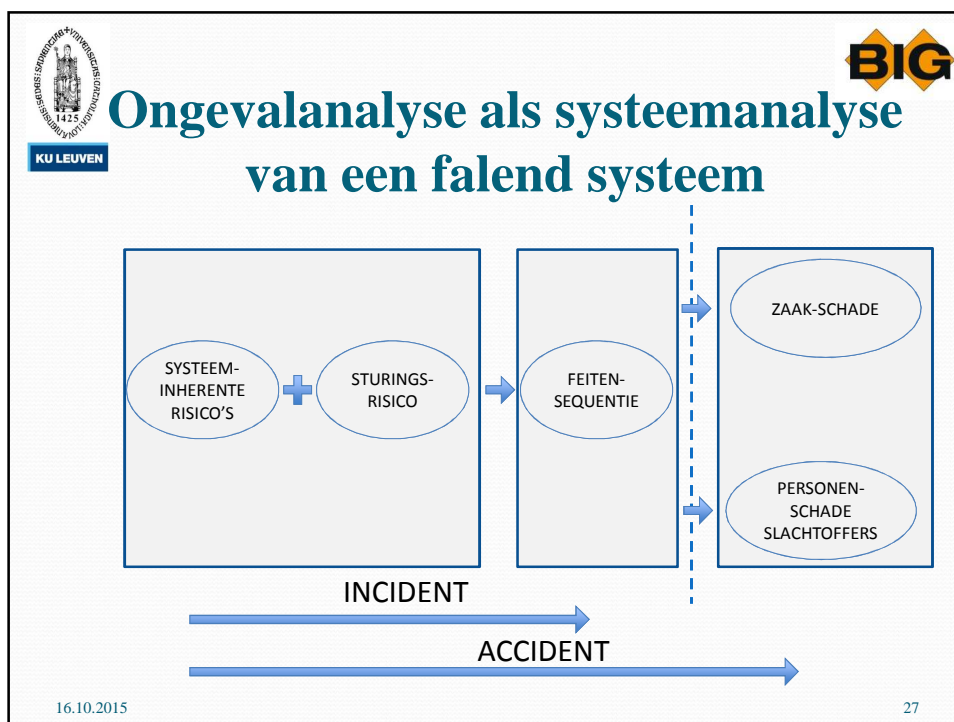 BIG
Ongevalanalyse als systeemanalyse
van een falend systeem
1425
KU LEUVEN
SYSTEEM-
INHERENTE
RISICO'S
STURINGS-
RISICO
FEITEN-
SEQUENTIE
ZAAK-SCHADE
PERSONEN-
SCHADE
SLACHTOFFERS
INCIDENT
ACCIDENT
16.10.2015
27